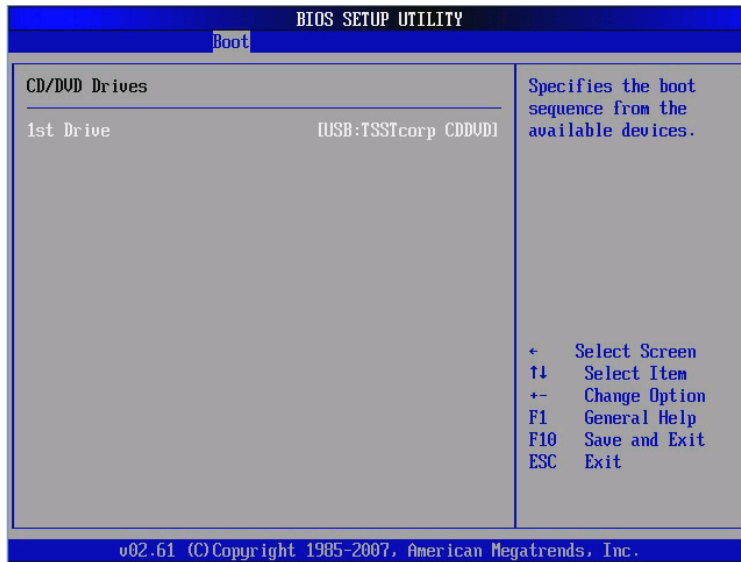 BIOS SETUP UTILITY
Boot
CD/DVD Drives
1st Drive [USB:TSSTcorp CDDVD]
Specifies the boot
sequence from the
available devices.
← Select Screen
↑↓ Select Item
+- Change Option
F1 General Help
F10 Save and Exit
ESC Exit
v02.61 (C)Copyright 1985-2007, American Megatrends, Inc.